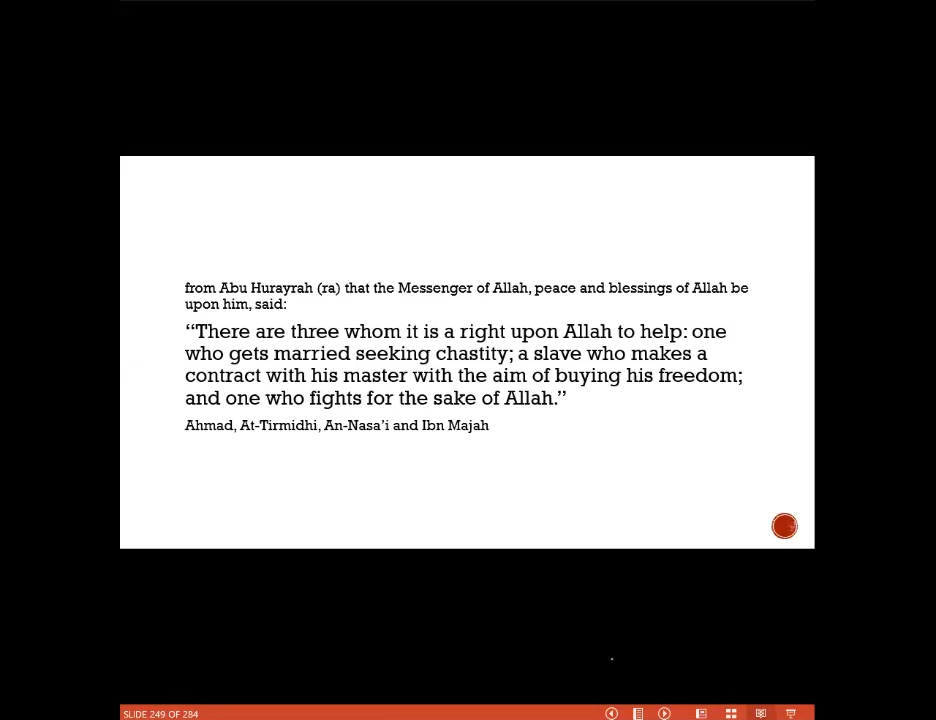 from Abu Hurayrah (ra) that the Messenger of Allah, peace and blessings of Allah be
upon him, said:
“There are three whom it is a right upon Allah to help: one
who gets married seeking chastity; a slave who makes a
contract with his master with the aim of buying his freedom;
and one who fights for the sake of Allah.”
Ahmad, At-Tirmidhi, An-Nasa’i and Ibn Majah
SLIDE 249 OF 284